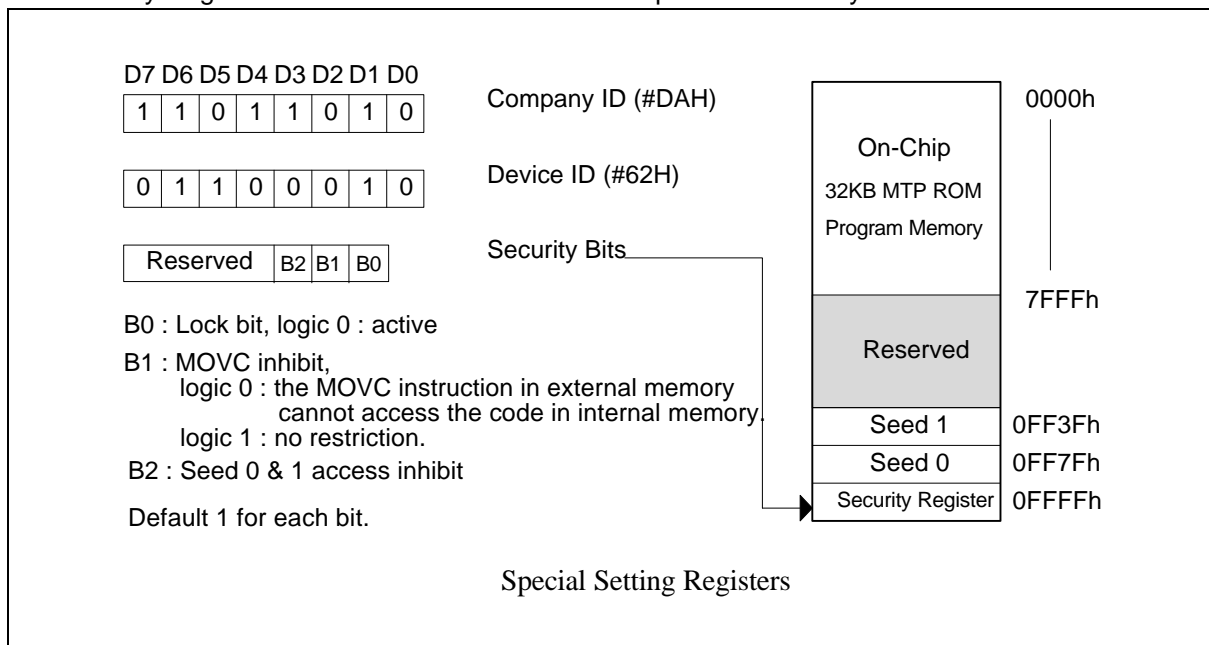 D7 D6 D5 D4 D3 D2 D1 D0
1 1 0 1 1 0 1 0
Company ID (#DAH)
0 1 1 0 0 0 1 0
Device ID (#62H)
Reserved B2 B1 B0
Security Bits
B0 : Lock bit, logic 0 : active
B1 : MOVC inhibit,
logic 0 : the MOVC instruction in external memory
cannot access the code in internal memory.
logic 1 : no restriction.
B2 : Seed 0 & 1 access inhibit
Default 1 for each bit.
On-Chip
32KB MTP ROM
Program Memory
0000h
7FFFh
Reserved
Seed 1 0FF3Fh
Seed 0 0FF7Fh
Security Register 0FFFFh
Special Setting Registers